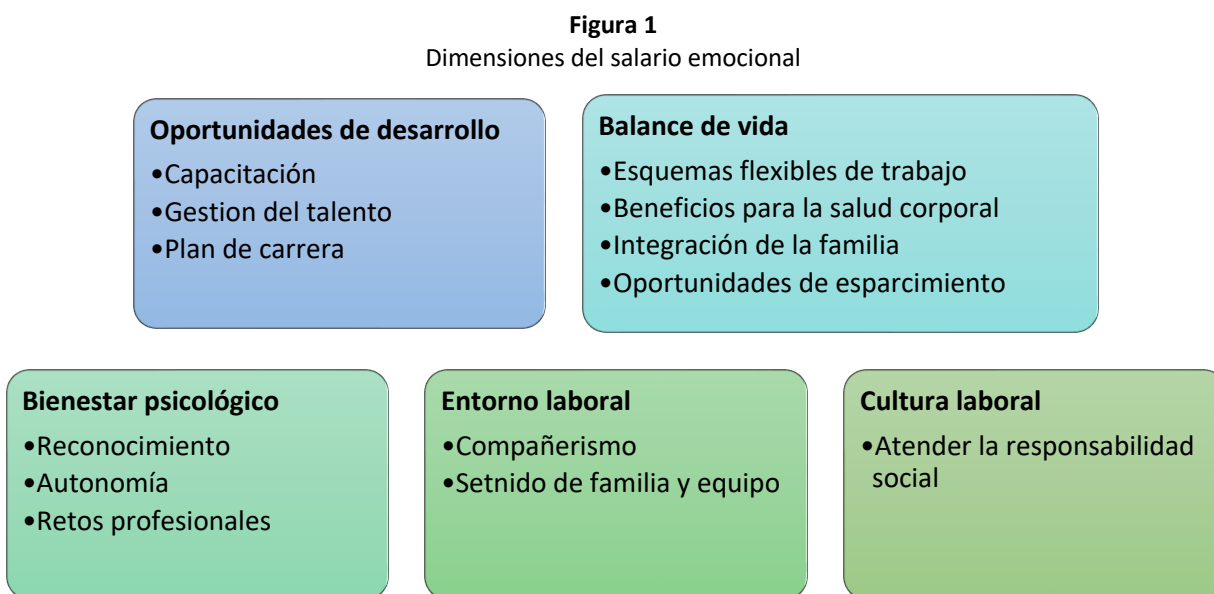 Figura 1
Dimensiones del salario emocional
Oportunidades de desarrollo
•Capacitación
•Gestion del talento
•Plan de carrera
Balance de vida
•Esquemas flexibles de trabajo
•Beneficios para la salud corporal
•Integración de la familia
•Oportunidades de esparcimiento
Bienestar psicológico
•Reconocimiento
•Autonomía
•Retos profesionales
Entorno laboral
•Compañerismo
•Setnido de familia y equipo
Cultura laboral
•Atender la responsabilidad
social